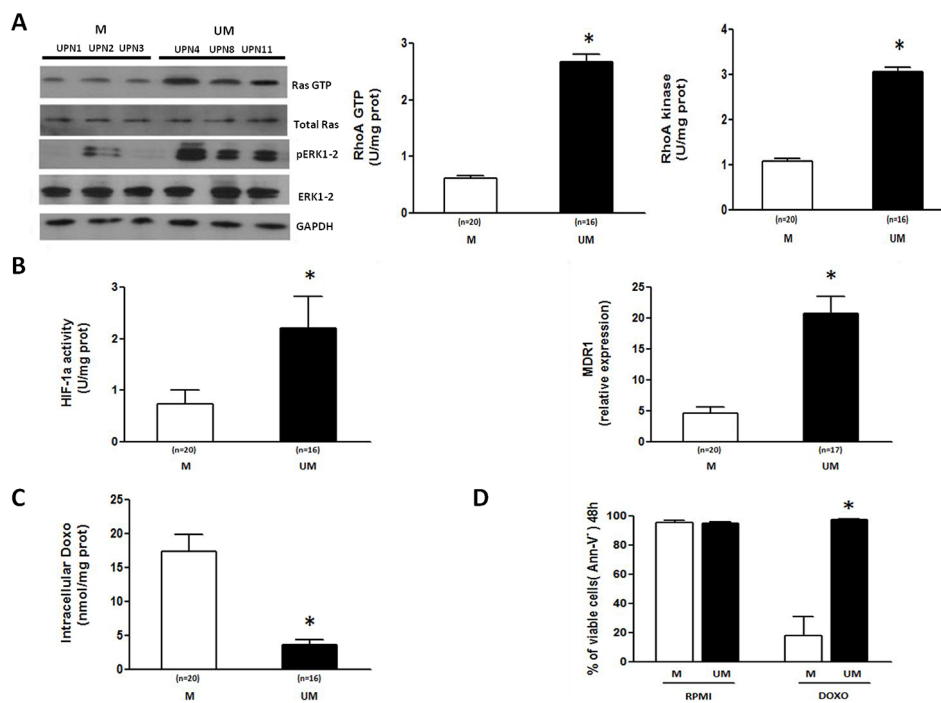 A
M
UM
UPN1 UPN2 UPN3 UPN4 UPN8 UPN11
Ras GTP
Total Ras
pERK1-2
ERK1-2
GAPDH
RhoA GTP
(U/mg prot)
3
2
1
0
*
(n=20) (n=16)
M UM
RhoA kinase
(U/mg prot)
4
3
2
1
0
*
(n=20) (n=16)
M UM
B
HIF-1a activity
(U/mg prot)
3
2
1
0
*
(n=20) (n=16)
M UM
MDR1
(relative expression)
25
20
15
10
5
0
*
(n=20) (n=17)
M UM
C
Intracellular Doxo
(nmol/mg prot)
25
20
15
10
5
0
*
(n=20) (n=16)
M UM
D
% of viable cells( Ann-V-) 48h
100
80
60
40
20
0
*
M UM M UM
RPMI DOXO